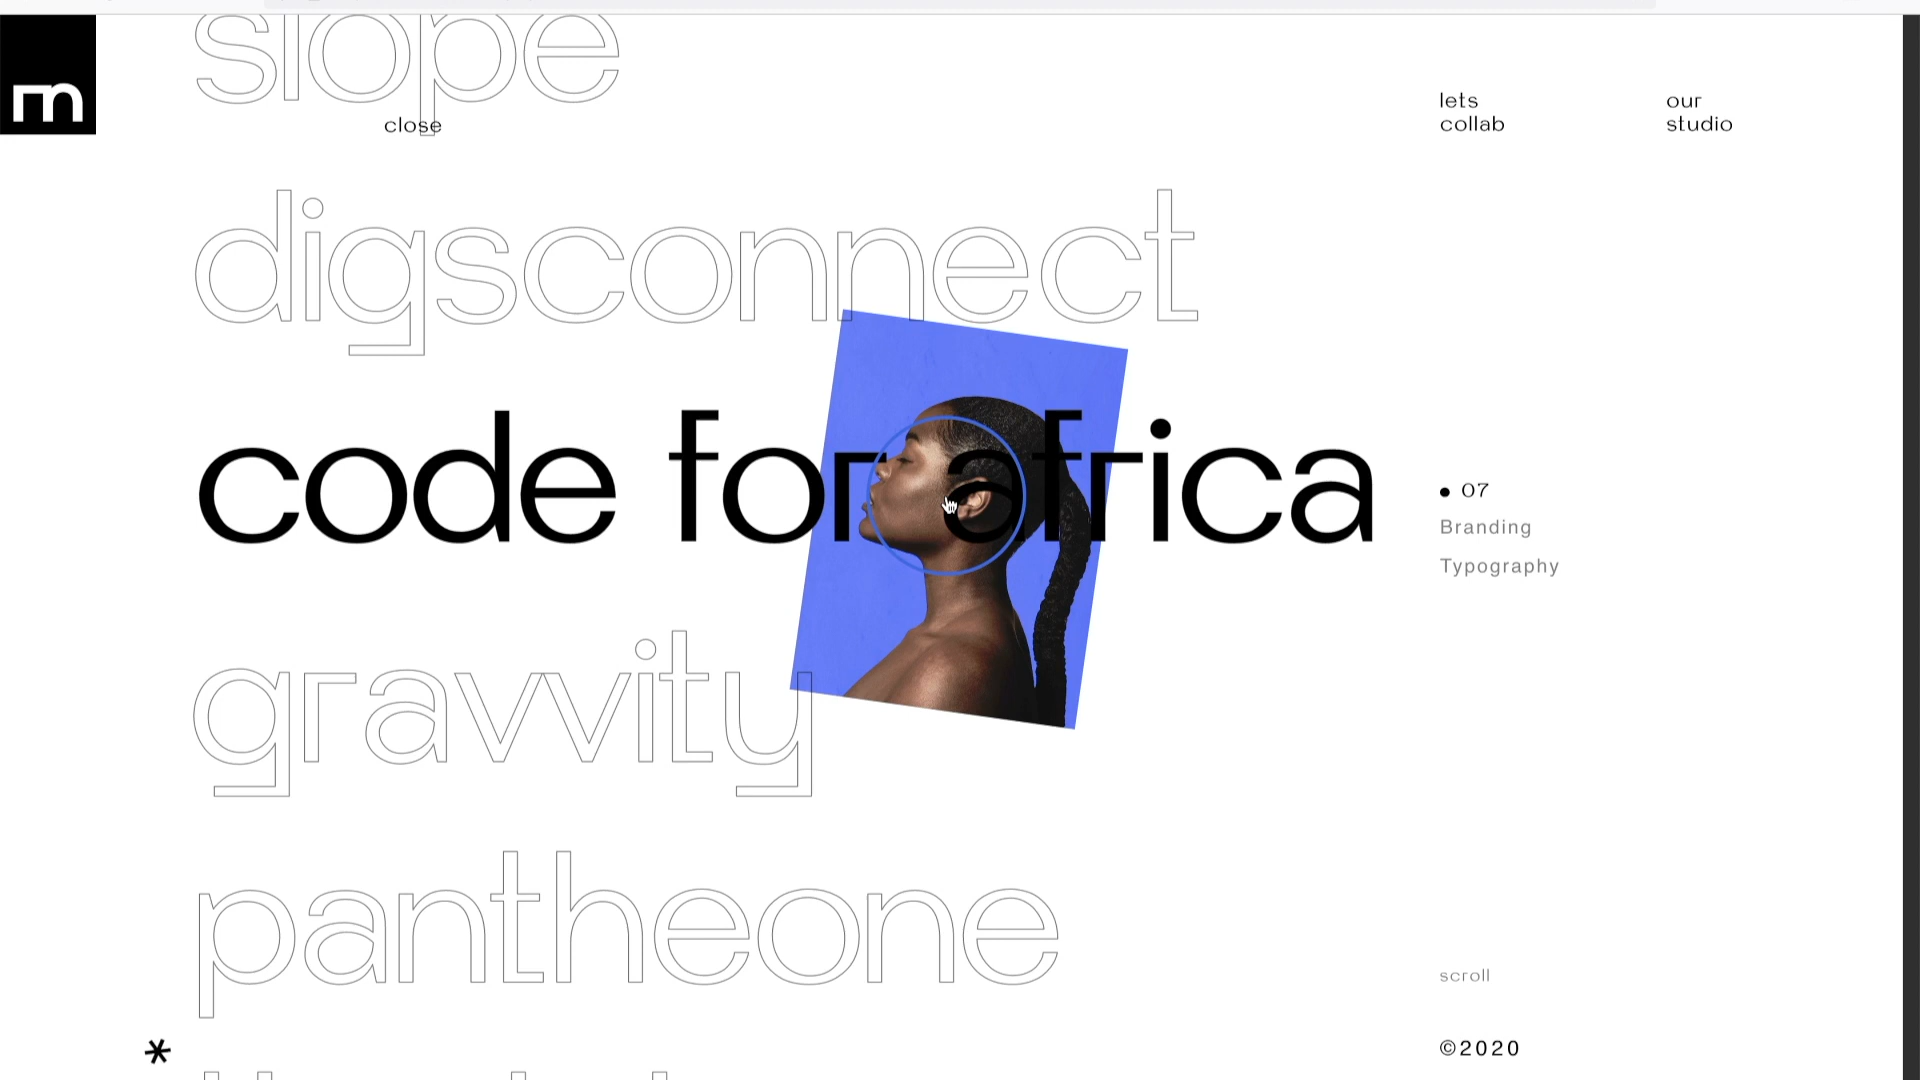 slope
m
lets
collab
our
studio
close
digsconnect
code for africa
07
Branding
Typography
gravvity
pantheone
scroll
*
©2020